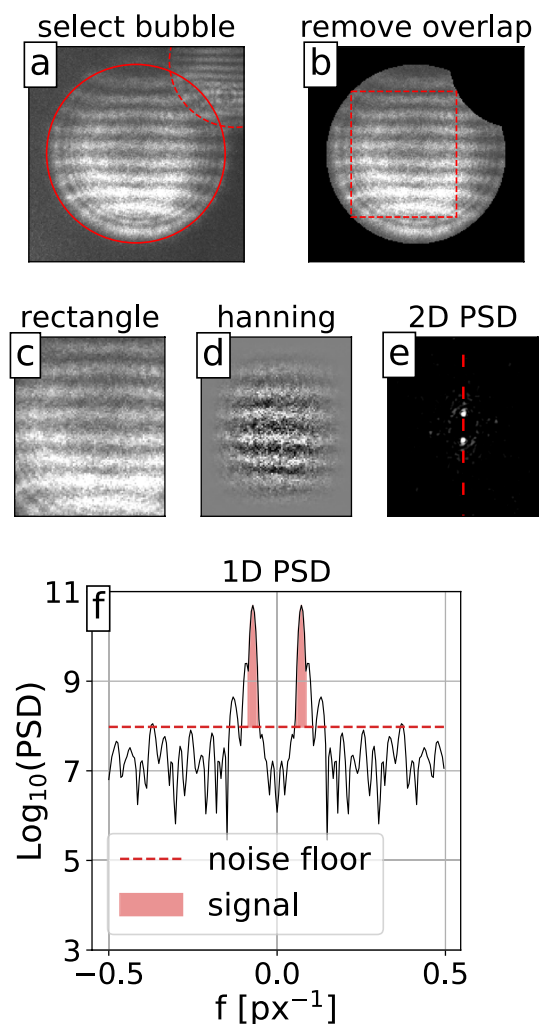 select bubble
remove overlap
a
b
rectangle
hanning
2D PSD
c
d
e
1D PSD
f
11
9
7
5
3
Log₁₀(PSD)
noise floor
signal
−0.5
0.0
0.5
f [px⁻¹]